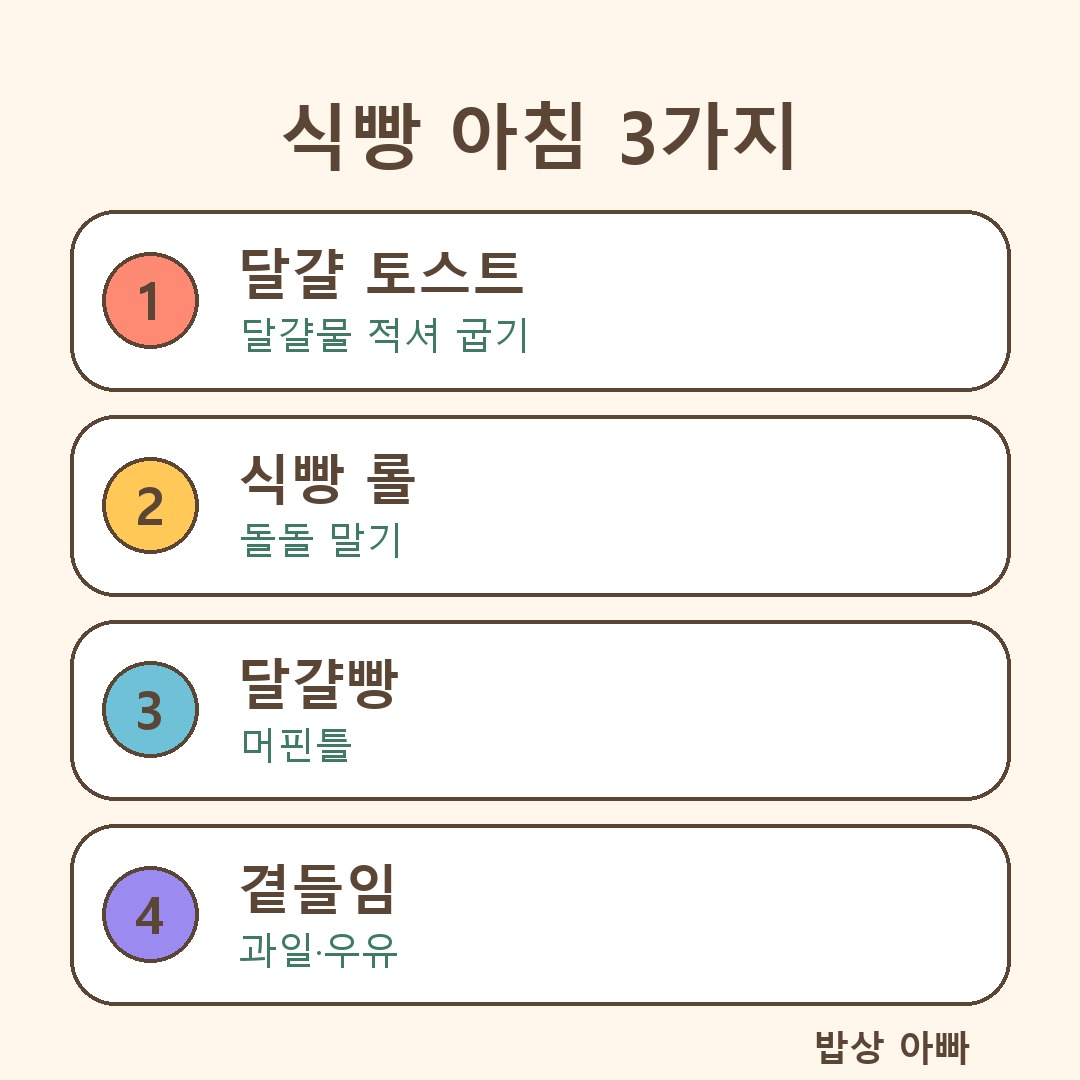 식빵 아침 3가지
1
달걀 토스트
달걀물 적셔 굽기
2
식빵 롤
돌돌 말기
3
달걀빵
머핀틀
4
곁들임
과일·우유
밥상 아빠